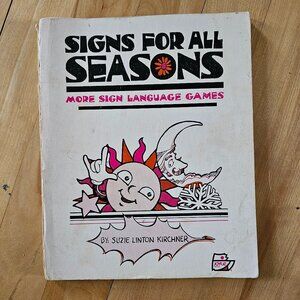 SIGNS FOR ALL
SEASONS
MORE SIGN LANGUAGE GAMES
BY: SUZIE LINTON KIRCHNER